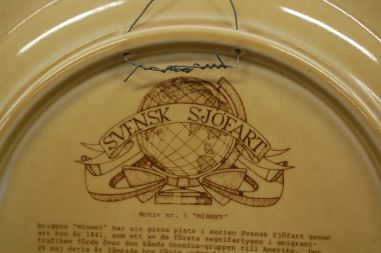 SVENSK SJÖFART
Motiv nr. 5 "MINNET"
Briggen "Minnet" har sin givna plats i serien Svensk Sjöfart genom
att hon år 1841, som ett av de första segelfartygen i emigrant-
trafiken förde över den kända Unonius-gruppen till Amerika. Den
29 maj detta år lämnade hon Gävle